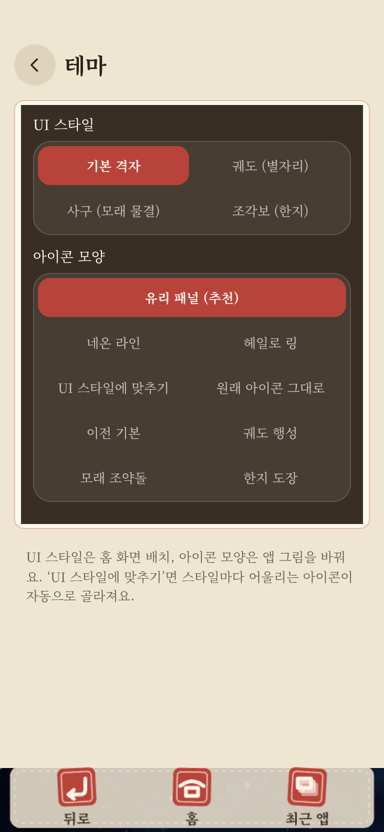 테마
UI 스타일
기본 격자
궤도 (별자리)
사구 (모래 물결)
조각보 (한지)
아이콘 모양
유리 패널 (추천)
네온 라인
헤일로 링
UI 스타일에 맞추기
원래 아이콘 그대로
이전 기본
궤도 행성
모래 조약돌
한지 도장
UI 스타일은 홈 화면 배치, 아이콘 모양은 앱 그림을 바꿔
요. ‘UI 스타일에 맞추기’면 스타일마다 어울리는 아이콘이
자동으로 골라져요.
뒤로
홈
최근 앱